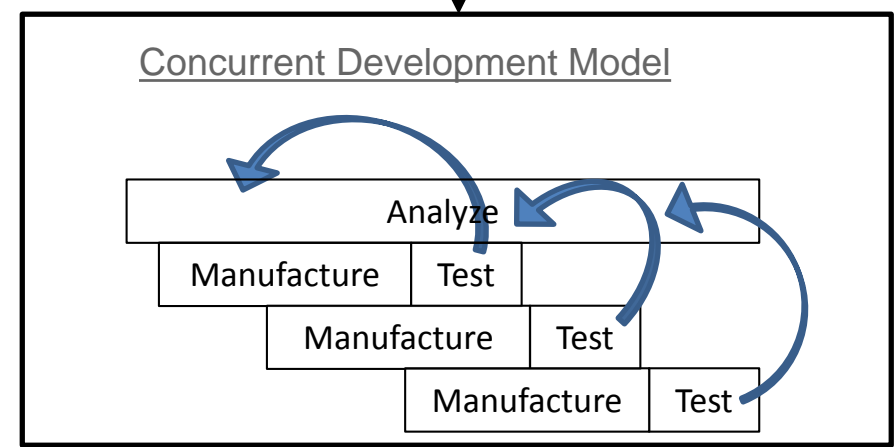 Concurrent Development Model
Analyze
Manufacture Test
Manufacture Test
Manufacture Test